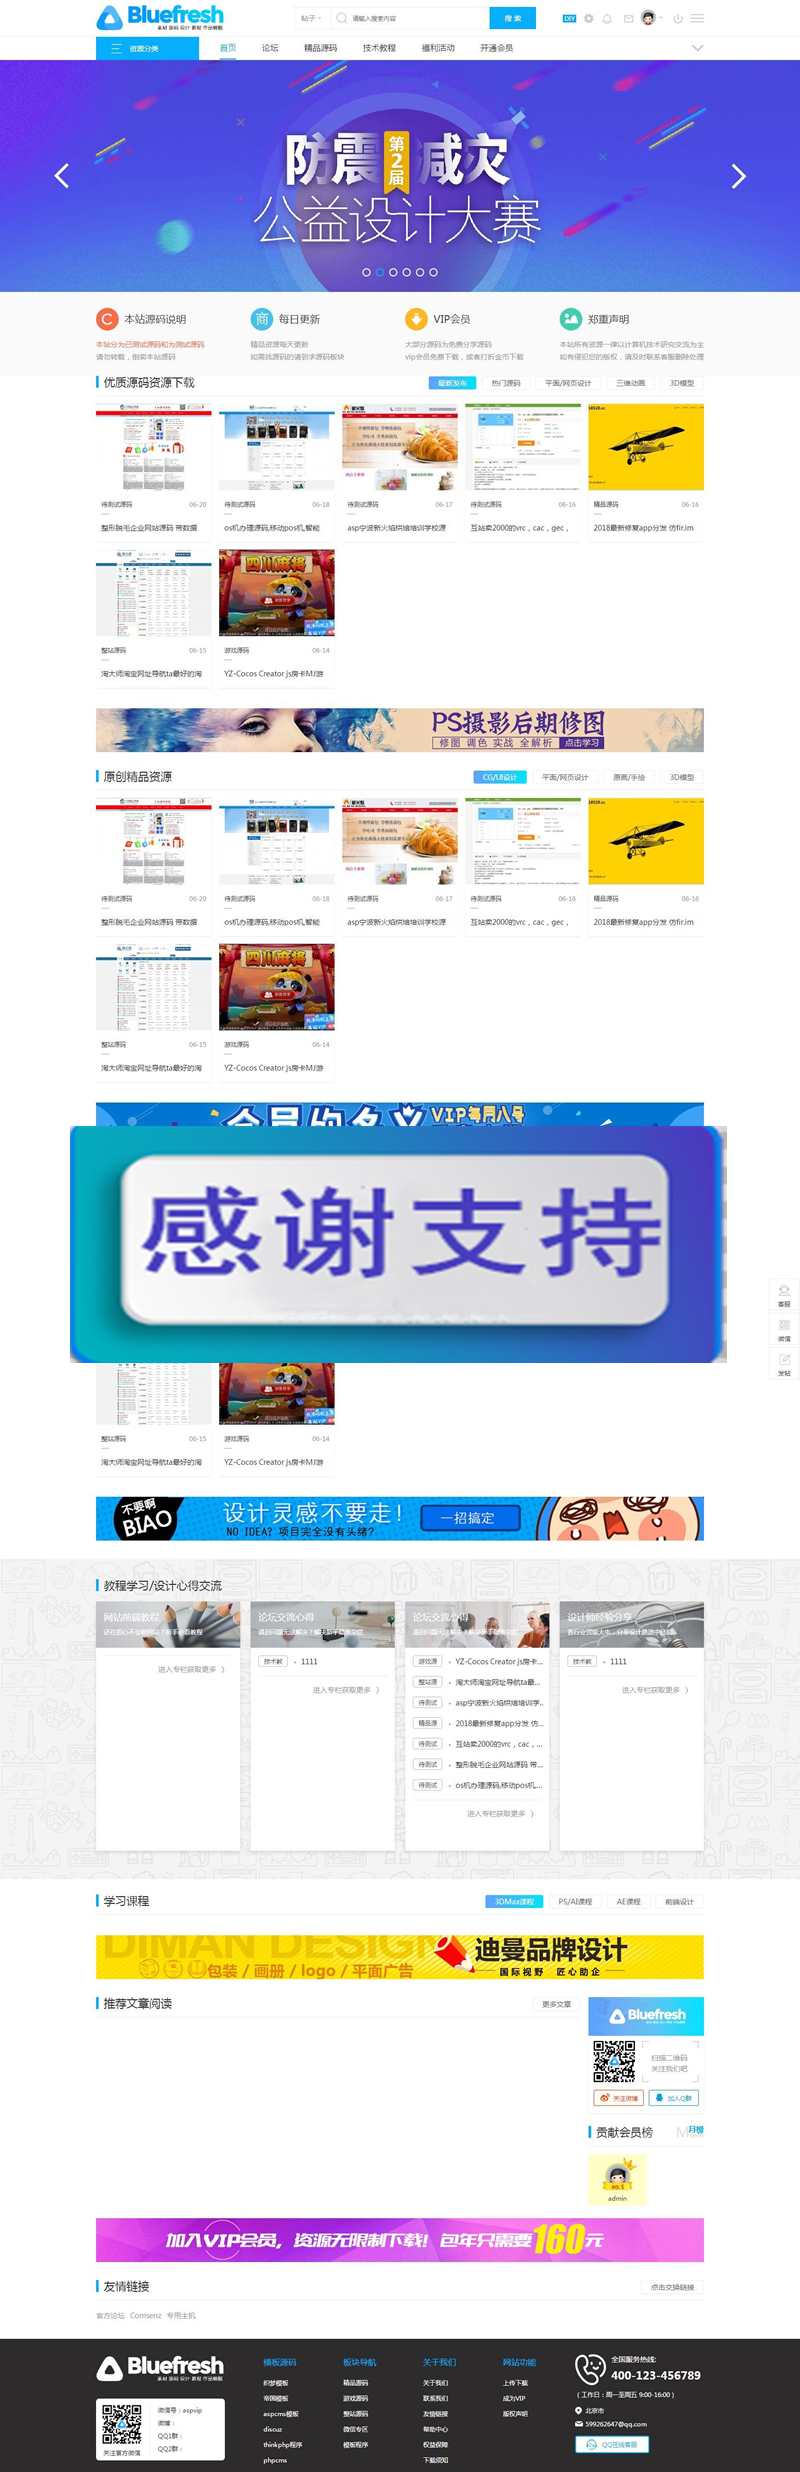 Bluefresh
素材 源码 设计 教程 作品模板
帖子
请输入搜索内容
搜 索
DIY
资源分类
首页
论坛
精品源码
技术教程
福利活动
开通会员
防震
第2届
减灾
公益设计大赛
本站源码说明
本站分为已测试源码和为测试源码
请勿转载，倒卖本站源码
商
每日更新
精品资源每天更新
如需找源码的请到求源码板块
VIP会员
大部分源码为免费分享源码
vip会员免费下载，或者打折金币下载
郑重声明
本站所有资源一律以计算机技术研究交流为主
如有侵犯您的版权，请及时联系客服删除处理
优质源码资源下载
最新发布
热门源码
平面/网页设计
三维动画
3D模型
待测试源码 06-20
整形脱毛企业网站源码 带数据
待测试源码 06-18
os机办理源码,移动pos机,智能
待测试源码 06-17
asp宁波新火焰烘焙培训学校源
待测试源码 06-16
互站卖2000的vrc，cac，gec，
精品源码 06-16
2018最新修复app分发 仿fir.im
整站源码 06-15
淘大师淘宝网址导航ta最好的淘
四川麻将
游戏源码 06-14
YZ-Cocos Creator js房卡MJ游
PS摄影后期修图
修图 调色 实战 全解析
点击学习
原创精品资源
CG/UI设计
平面/网页设计
原画/手绘
3D模型
待测试源码 06-20
整形脱毛企业网站源码 带数据
待测试源码 06-18
os机办理源码,移动pos机,智能
待测试源码 06-17
asp宁波新火焰烘焙培训学校源
待测试源码 06-16
互站卖2000的vrc，cac，gec，
精品源码 06-16
2018最新修复app分发 仿fir.im
整站源码 06-15
淘大师淘宝网址导航ta最好的淘
四川麻将
游戏源码 06-14
YZ-Cocos Creator js房卡MJ游
VIP每月八号
感谢支持
客服
微信
发帖
整站源码 06-15
淘大师淘宝网址导航ta最好的淘
游戏源码 06-14
YZ-Cocos Creator js房卡MJ游
不要啊
BIAO
设计灵感不要走！
NO IDEA? 项目完全没有头绪?
一招搞定
教程学习/设计心得交流
网站前端教程
论坛交流心得
论坛交流心得
设计师经验分享
进入专栏获取更多
技术教 • 1111
进入专栏获取更多
游戏源 • YZ-Cocos Creator js房卡...
整站源 • 淘大师淘宝网址导航ta最...
待测试 • asp宁波新火焰烘焙培训学..
精品源 • 2018最新修复app分发 仿...
待测试 • 互站卖2000的vrc，cac，...
待测试 • 整形脱毛企业网站源码 带...
待测试 • os机办理源码,移动pos机,...
进入专栏获取更多
技术教 • 1111
进入专栏获取更多
学习课程
3DMax课程
PS/AI课程
AE课程
前端设计
DIMAN DESIGN
包装 / 画册 / logo / 平面广告
迪曼品牌设计
国际视野 匠心助企
推荐文章阅读
更多文章
Bluefresh
扫描二维码
关注我们吧
关注微博
加入Q群
贡献会员榜
月榜
NO.1
admin
加入VIP会员，资源无限制下载！包年只需要160元
友情链接
点击交换链接
官方论坛 Comsenz 专用主机
Bluefresh
素材 源码 设计 教程 作品模板
关注官方微信
微信号：aspvip
微博：
QQ1群：
QQ2群：
模板源码
织梦模板
帝国模板
aspcms模板
discuz
thinkphp程序
phpcms
板块导航
精品源码
游戏源码
整站源码
微信专区
模板程序
关于我们
关于我们
联系我们
友情链接
帮助中心
权益保障
下载须知
网站功能
上传下载
成为VIP
版权声明
全国服务热线:
400-123-456789
( 工作日：周一至周五 9:00-16:00 )
北京市
599262647@qq.com
QQ在线客服